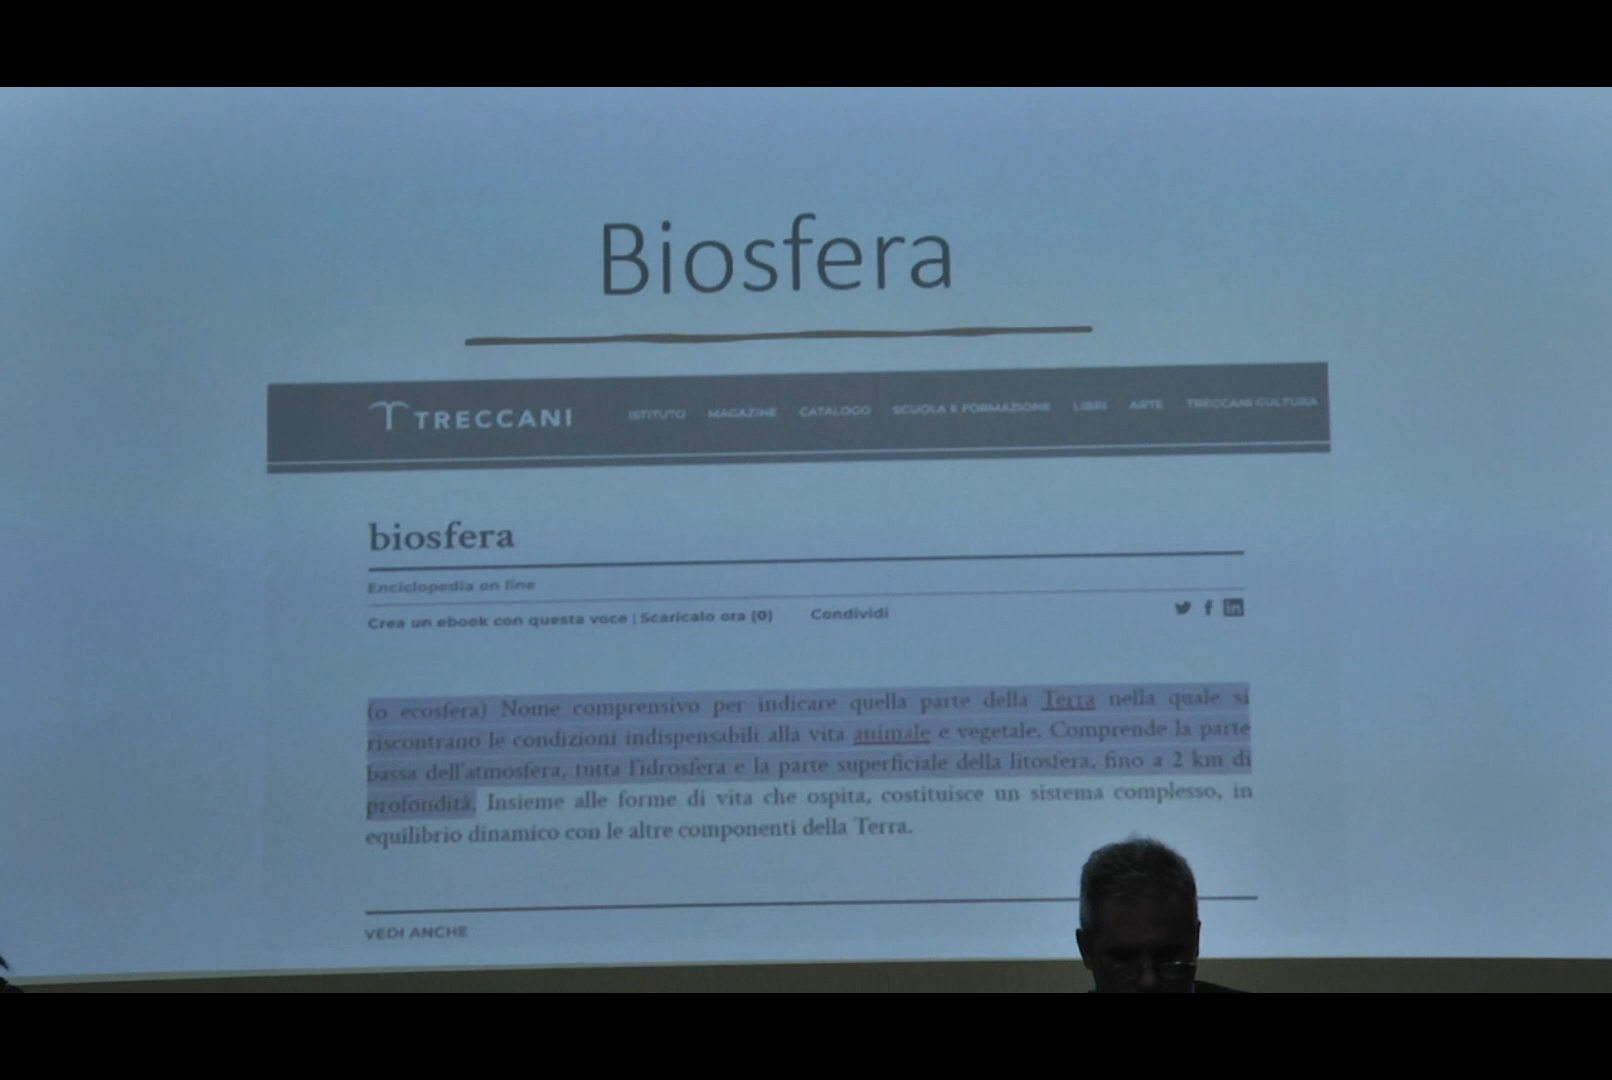 Biosfera
TRECCANI ISTITUTO MAGAZINE CATALOGO SCUOLA E FORMAZIONE LIBRI ARTE TRECCANI CULTURA
biosfera
Enciclopedia on line
Crea un ebook con questa voce | Scaricalo ora (0) Condividi
(o ecosfera) Nome comprensivo per indicare quella parte della Terra nella quale si
riscontrano le condizioni indispensabili alla vita animale e vegetale. Comprende la parte
bassa dell'atmosfera, tutta l'idrosfera e la parte superficiale della litosfera, fino a 2 km di
profondità. Insieme alle forme di vita che ospita, costituisce un sistema complesso, in
equilibrio dinamico con le altre componenti della Terra.
VEDI ANCHE